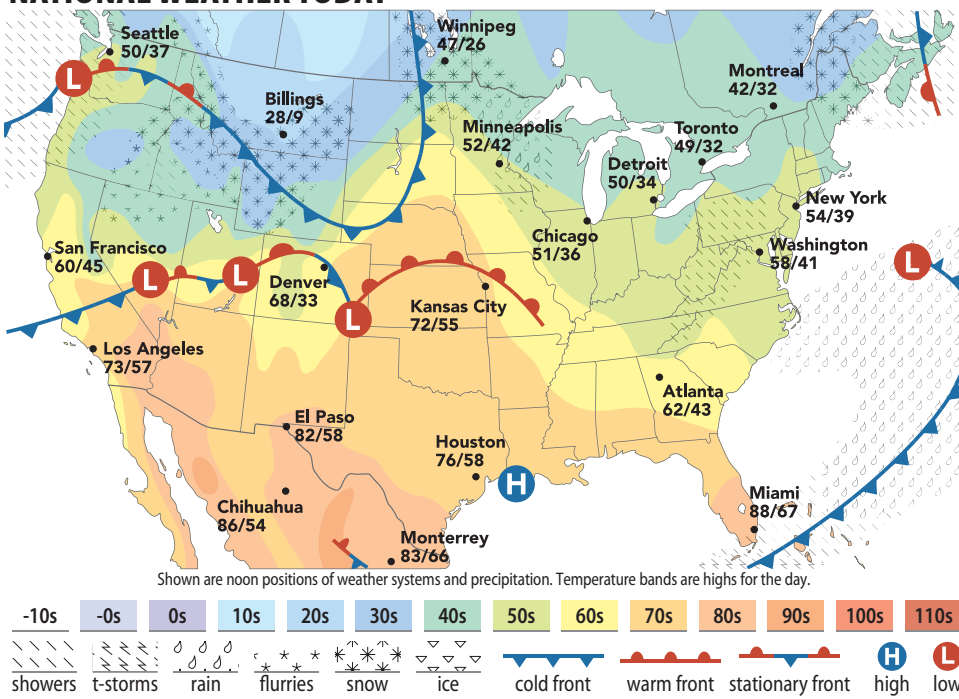 NATIONAL WEATHER TODAY
Seattle
50/37
Winnipeg
47/26
Montreal
42/32
Billings
28/9
Minneapolis
52/42
Toronto
49/32
Detroit
50/34
New York
54/39
San Francisco
60/45
Chicago
51/36
Washington
58/41
L
L
L
L
L
Denver
68/33
Kansas City
72/55
Los Angeles
73/57
Atlanta
62/43
El Paso
82/58
Houston
76/58
H
Chihuahua
86/54
Miami
88/67
Monterrey
83/66
Shown are noon positions of weather systems and precipitation. Temperature bands are highs for the day.
-10s -0s 0s 10s 20s 30s 40s 50s 60s 70s 80s 90s 100s 110s
H L
showers t-storms rain flurries snow ice cold front warm front stationary front high low